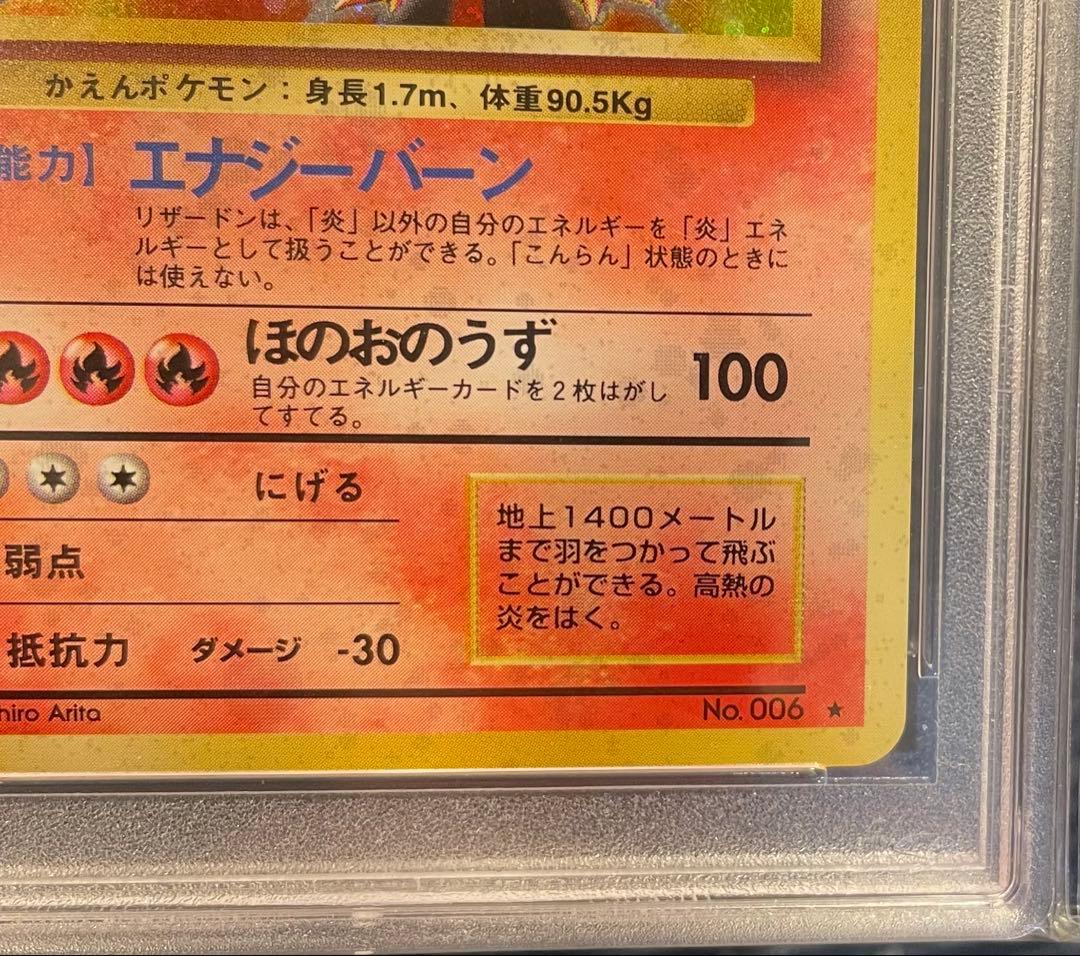 かえんポケモン：身長1.7m、体重90.5Kg
能力】 エナジーバーン
リザードンは、「炎」以外の自分のエネルギーを「炎」エネ
ルギーとして扱うことができる。「こんらん」状態のときに
は使えない。
ほのおのうず 100
自分のエネルギーカードを2枚はがし
てすてる。
にげる
地上1400メートル
まで羽をつかって飛ぶ
ことができる。高熱の
炎をはく。
弱点
抵抗力 ダメージ -30
hiro Arita
No. 006 ★